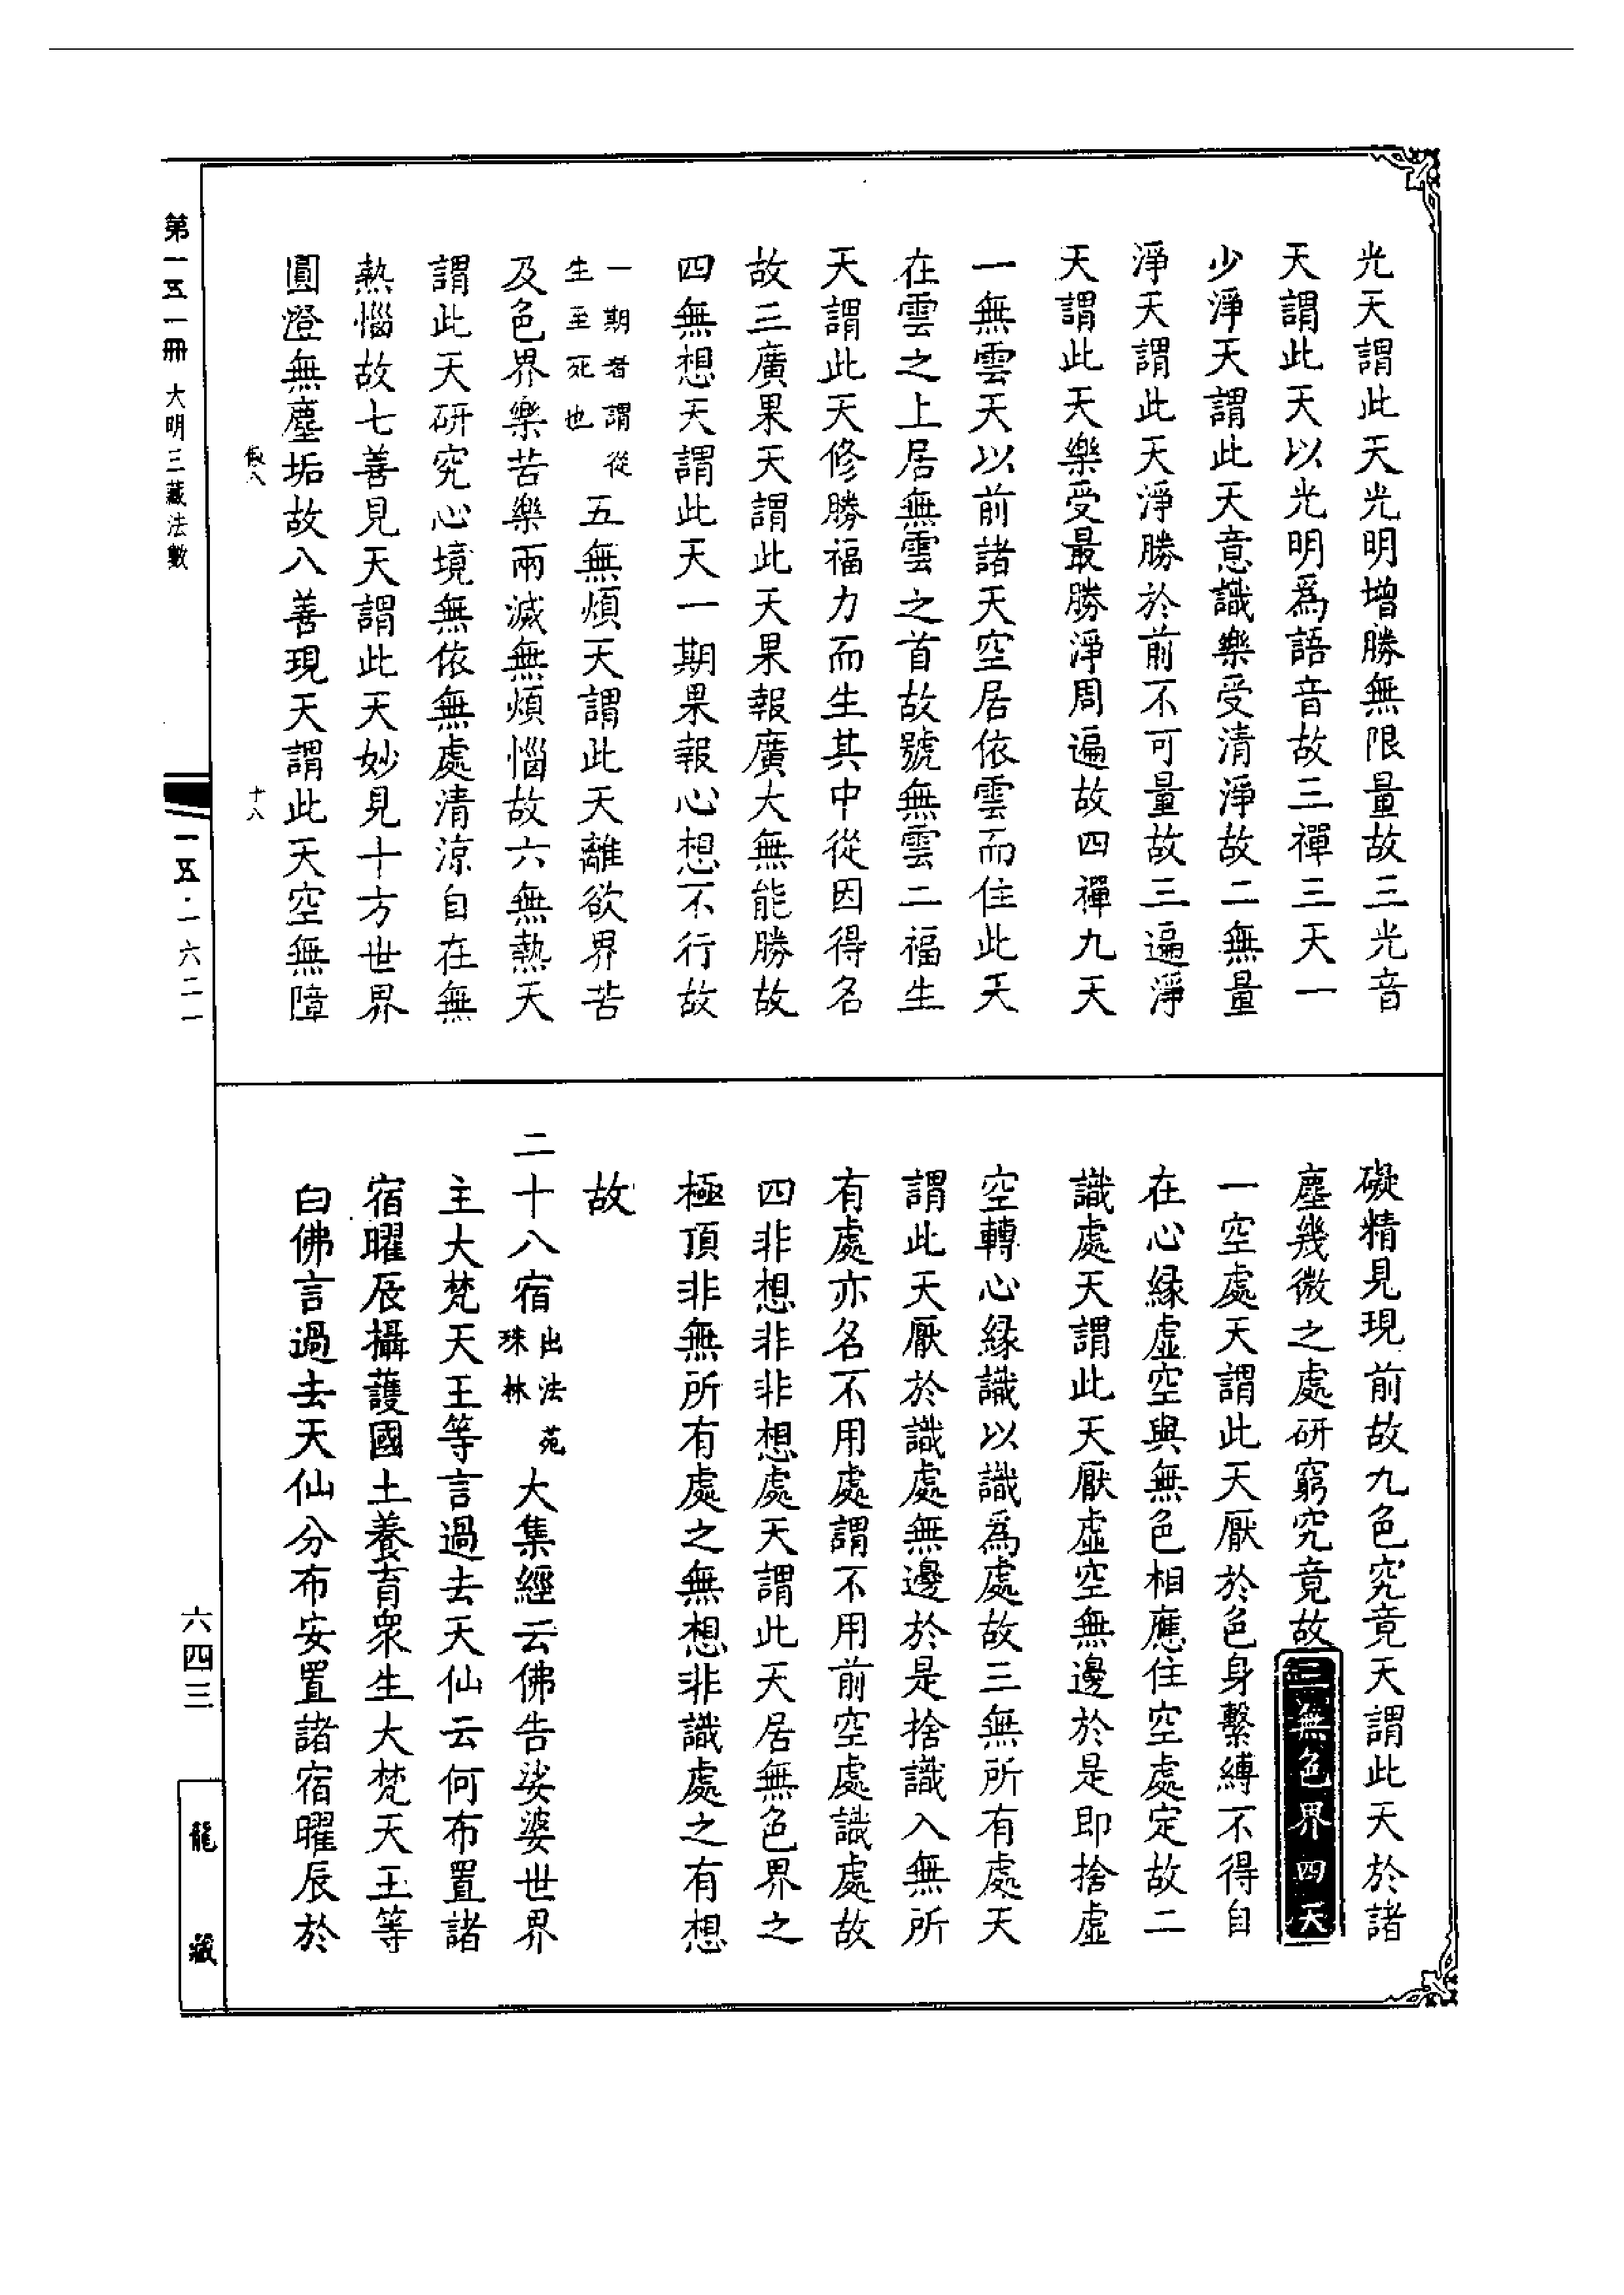 光天謂此天光明增勝無限量故三光音
天謂此天以光明為語音故三禪三天一
少淨天謂此天意識樂受清淨故二無量
淨天謂此天淨勝於前不可量故三遍淨
天謂此天樂受最勝淨周遍故四禪九天
一無雲天以前諸天空居依雲而住此天
在雲之上居無雲之首故號無雲二福生
天謂此天修勝福力而生其中從因得名
故三廣果天謂此天果報廣大無能勝故
四無想天謂此天一期果報心想不行故
一期者謂從
生至死也
五無煩天謂此天離欲界苦
及色界樂苦樂兩滅無煩惱故六無熱天
謂此天研究心境無依無處清涼自在無
熱惱故七善見天謂此天妙見十方世界
圓澄無塵垢故八善現天謂此天空無障
礙精見現前故九色究竟天謂此天於諸
塵幾微之處研窮究竟故三無色界四天
一空處天謂此天厭於色身繫縛不得自
在心緣虛空與無色相應住空處定故二
識處天謂此天厭虛空無邊於是即捨虛
空轉心緣識以識為處故三無所有處天
謂此天厭於識處無邊於是捨識入無所
有處亦名不用處謂不用前空處識處故
四非想非非想處天謂此天居無色界之
極頂非無所有處之無想非識處之有想
故
二十八宿
出法苑
珠林
大集經云佛告娑婆世界
主大梵天王等言過去天仙云何布置諸
宿曜辰攝護國土養育眾生大梵天王等
白佛言過去天仙分布安置諸宿曜辰於
十八
第一五一冊 大明三藏法數
一五·一六二一
六四三
龍藏